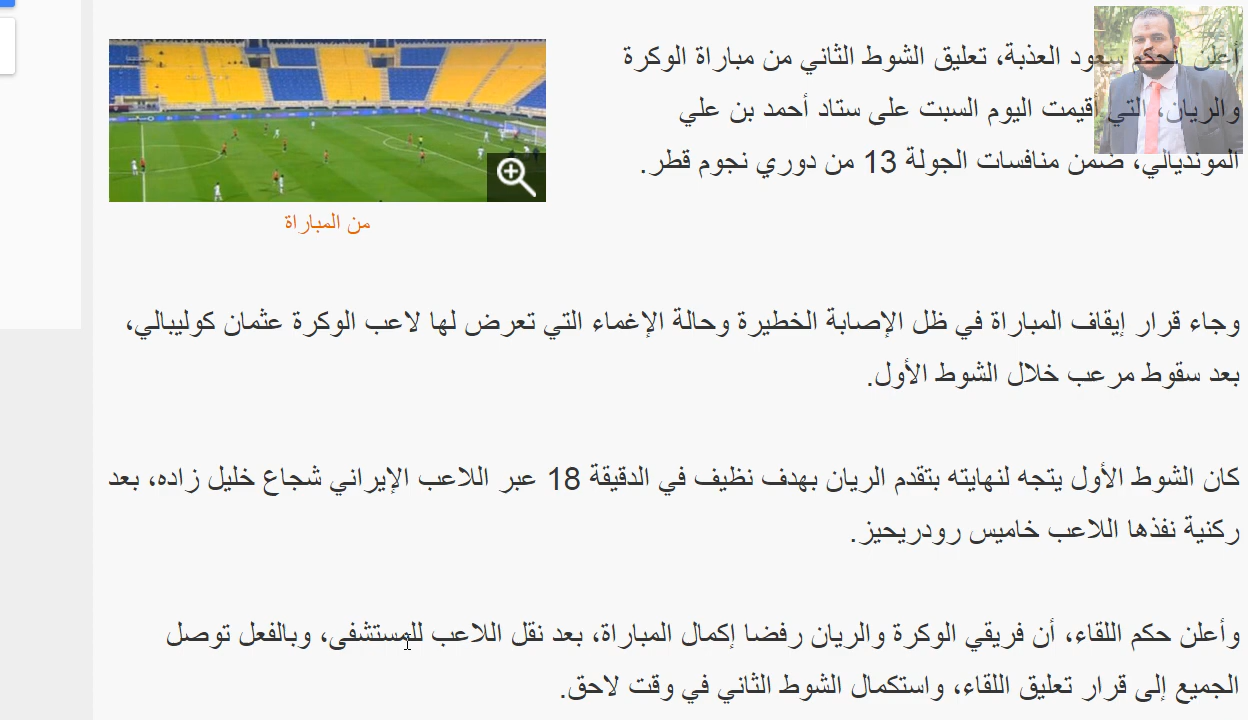 أعلن الحكم سعود العذبة، تعليق الشوط الثاني من مباراة الوكرة
والريان، التي أقيمت اليوم السبت على ستاد أحمد بن علي
المونديالي، ضمن منافسات الجولة 13 من دوري نجوم قطر.
من المباراة
وجاء قرار إيقاف المباراة في ظل الإصابة الخطيرة وحالة الإغماء التي تعرض لها لاعب الوكرة عثمان كوليبالي،
بعد سقوط مرعب خلال الشوط الأول.
كان الشوط الأول يتجه لنهايته بتقدم الريان بهدف نظيف في الدقيقة 18 عبر اللاعب الإيراني شجاع خليل زاده، بعد
ركنية نفذها اللاعب خاميس رودريحيز.
وأعلن حكم اللقاء، أن فريقي الوكرة والريان رفضا إكمال المباراة، بعد نقل اللاعب للمستشفى، وبالفعل توصل
الجميع إلى قرار تعليق اللقاء، واستكمال الشوط الثاني في وقت لاحق.